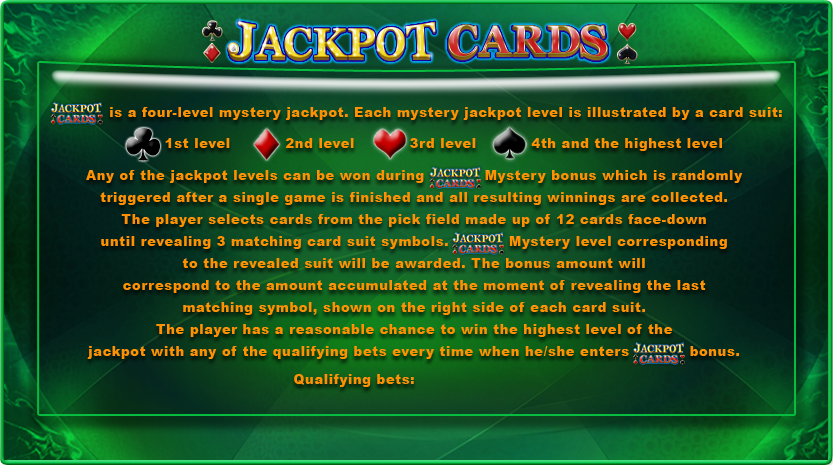 JACKPOT CARDS
JACKPOT CARDS is a four-level mystery jackpot. Each mystery jackpot level is illustrated by a card suit:
1st level 2nd level 3rd level 4th and the highest level
Any of the jackpot levels can be won during JACKPOT CARDS Mystery bonus which is randomly
triggered after a single game is finished and all resulting winnings are collected.
The player selects cards from the pick field made up of 12 cards face-down
until revealing 3 matching card suit symbols. JACKPOT CARDS Mystery level corresponding
to the revealed suit will be awarded. The bonus amount will
correspond to the amount accumulated at the moment of revealing the last
matching symbol, shown on the right side of each card suit.
The player has a reasonable chance to win the highest level of the
jackpot with any of the qualifying bets every time when he/she enters JACKPOT CARDS bonus.
Qualifying bets: